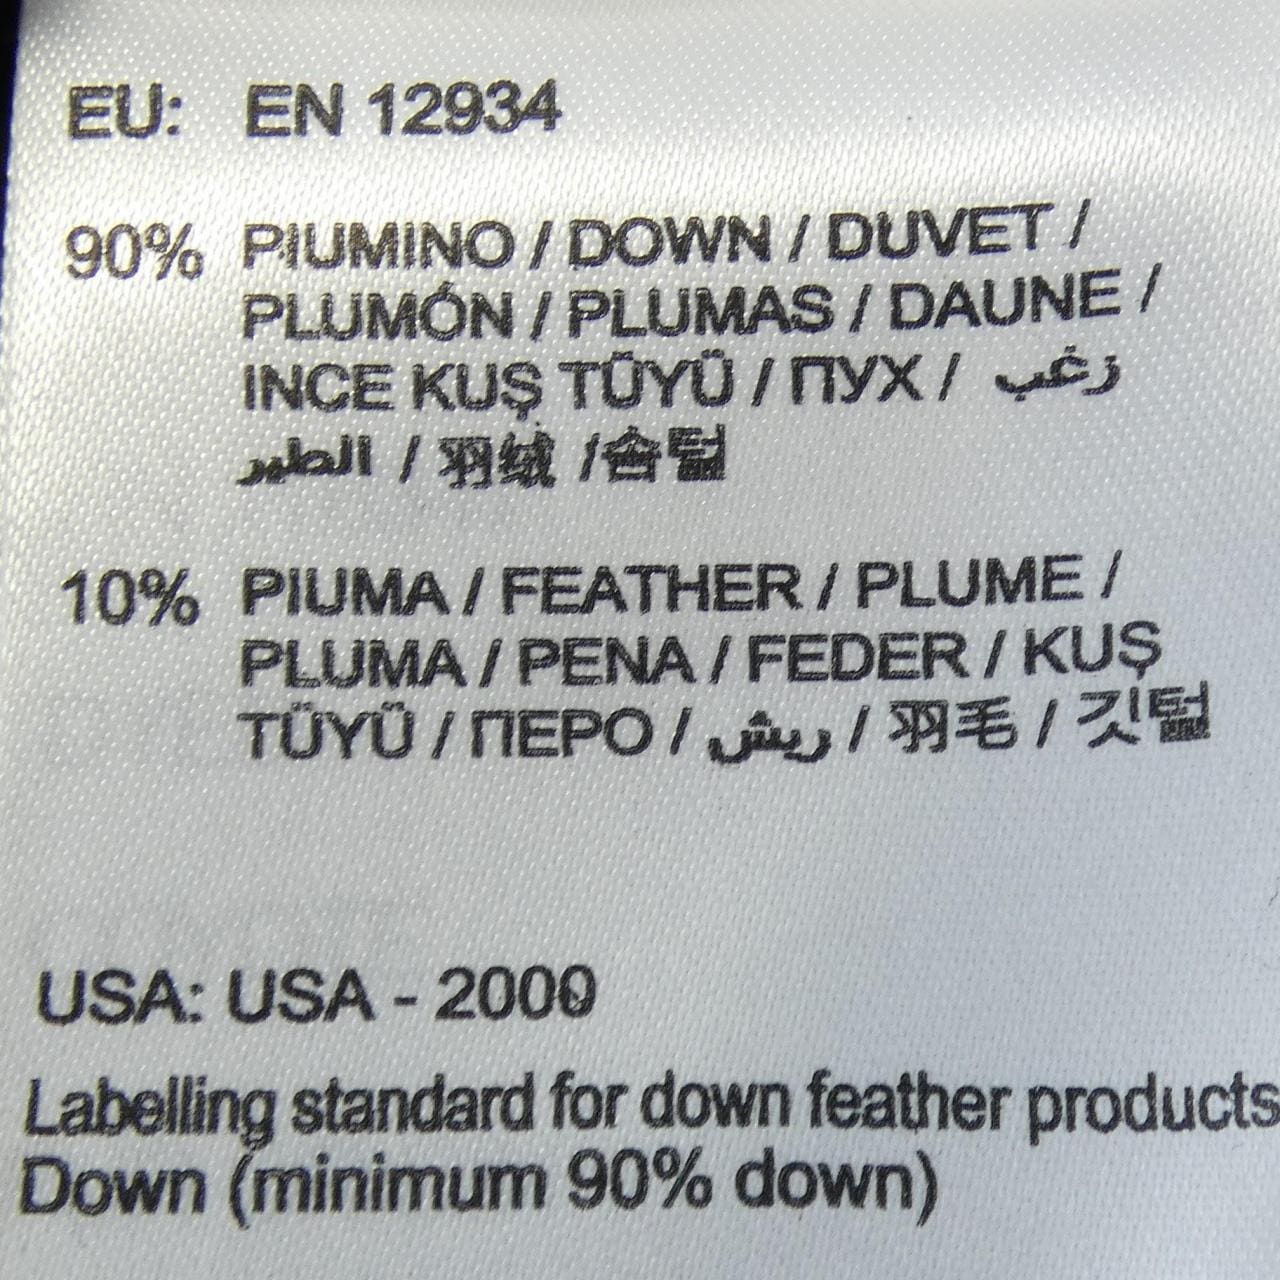 EU: EN 12934
90% PIUMINO / DOWN / DUVET /
PLUMÓN / PLUMAS / DAUNE /
INCE KUŞ TÜYÜ / ПУХ / زغب
الطير / 羽绒 /솜털
10% PIUMA / FEATHER / PLUME /
PLUMA / PENA / FEDER / KUŞ
TÜYÜ / ПЕРО / ريش / 羽毛 / 깃털
USA: USA - 2000
Labelling standard for down feather products
Down (minimum 90% down)